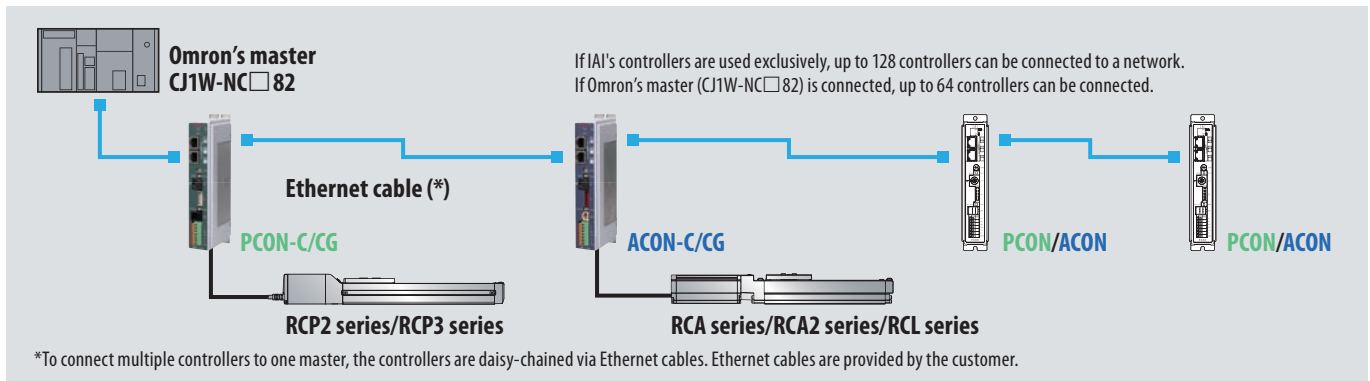 Omron's master
CJ1W-NC□82
If IAI's controllers are used exclusively, up to 128 controllers can be connected to a network.
If Omron's master (CJ1W-NC□82) is connected, up to 64 controllers can be connected.
Ethernet cable (*)
PCON-C/CG
ACON-C/CG
PCON/ACON
PCON/ACON
RCP2 series/RCP3 series
RCA series/RCA2 series/RCL series
*To connect multiple controllers to one master, the controllers are daisy-chained via Ethernet cables. Ethernet cables are provided by the customer.